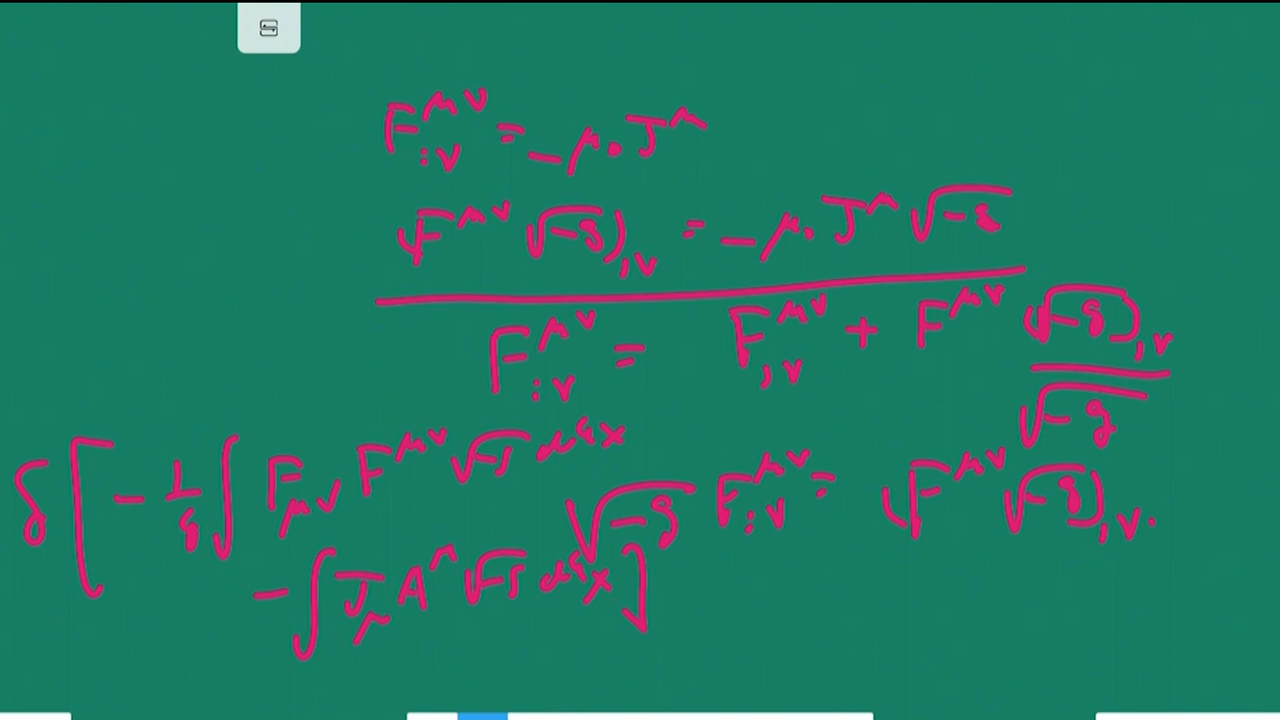 F^{μν}_{:ν} = -μ₀ J^μ
(F^{μν} √-g)_{,ν} = -μ₀ J^μ √-g
F^{μν}_{:ν} = F^{μν}_{,ν} + F^{μν} (√-g)_{,ν} / √-g
δ[ -1/4 ∫ F_{μν} F^{μν} √-g d⁴x
√-g F^{μν}_{:ν} = (F^{μν} √-g)_{,ν}.
- ∫ J_μ A^μ √-g d⁴x ]